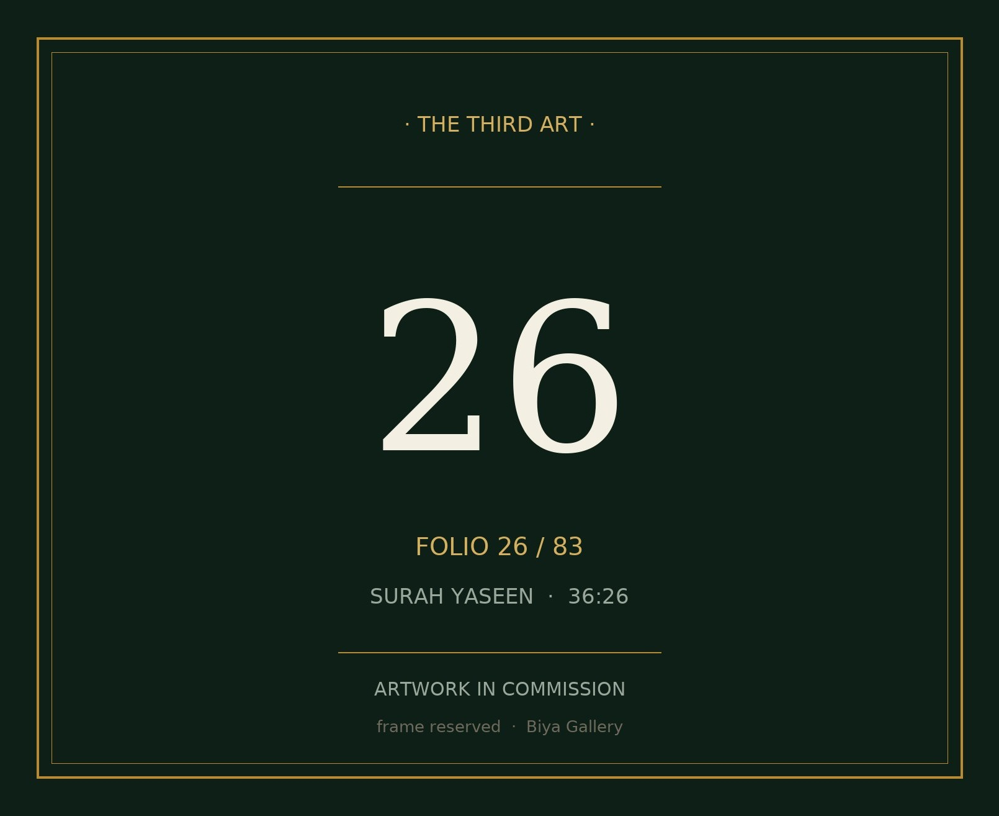 · THE THIRD ART ·
26
FOLIO 26 / 83
SURAH YASEEN · 36:26
ARTWORK IN COMMISSION
frame reserved · Biya Gallery